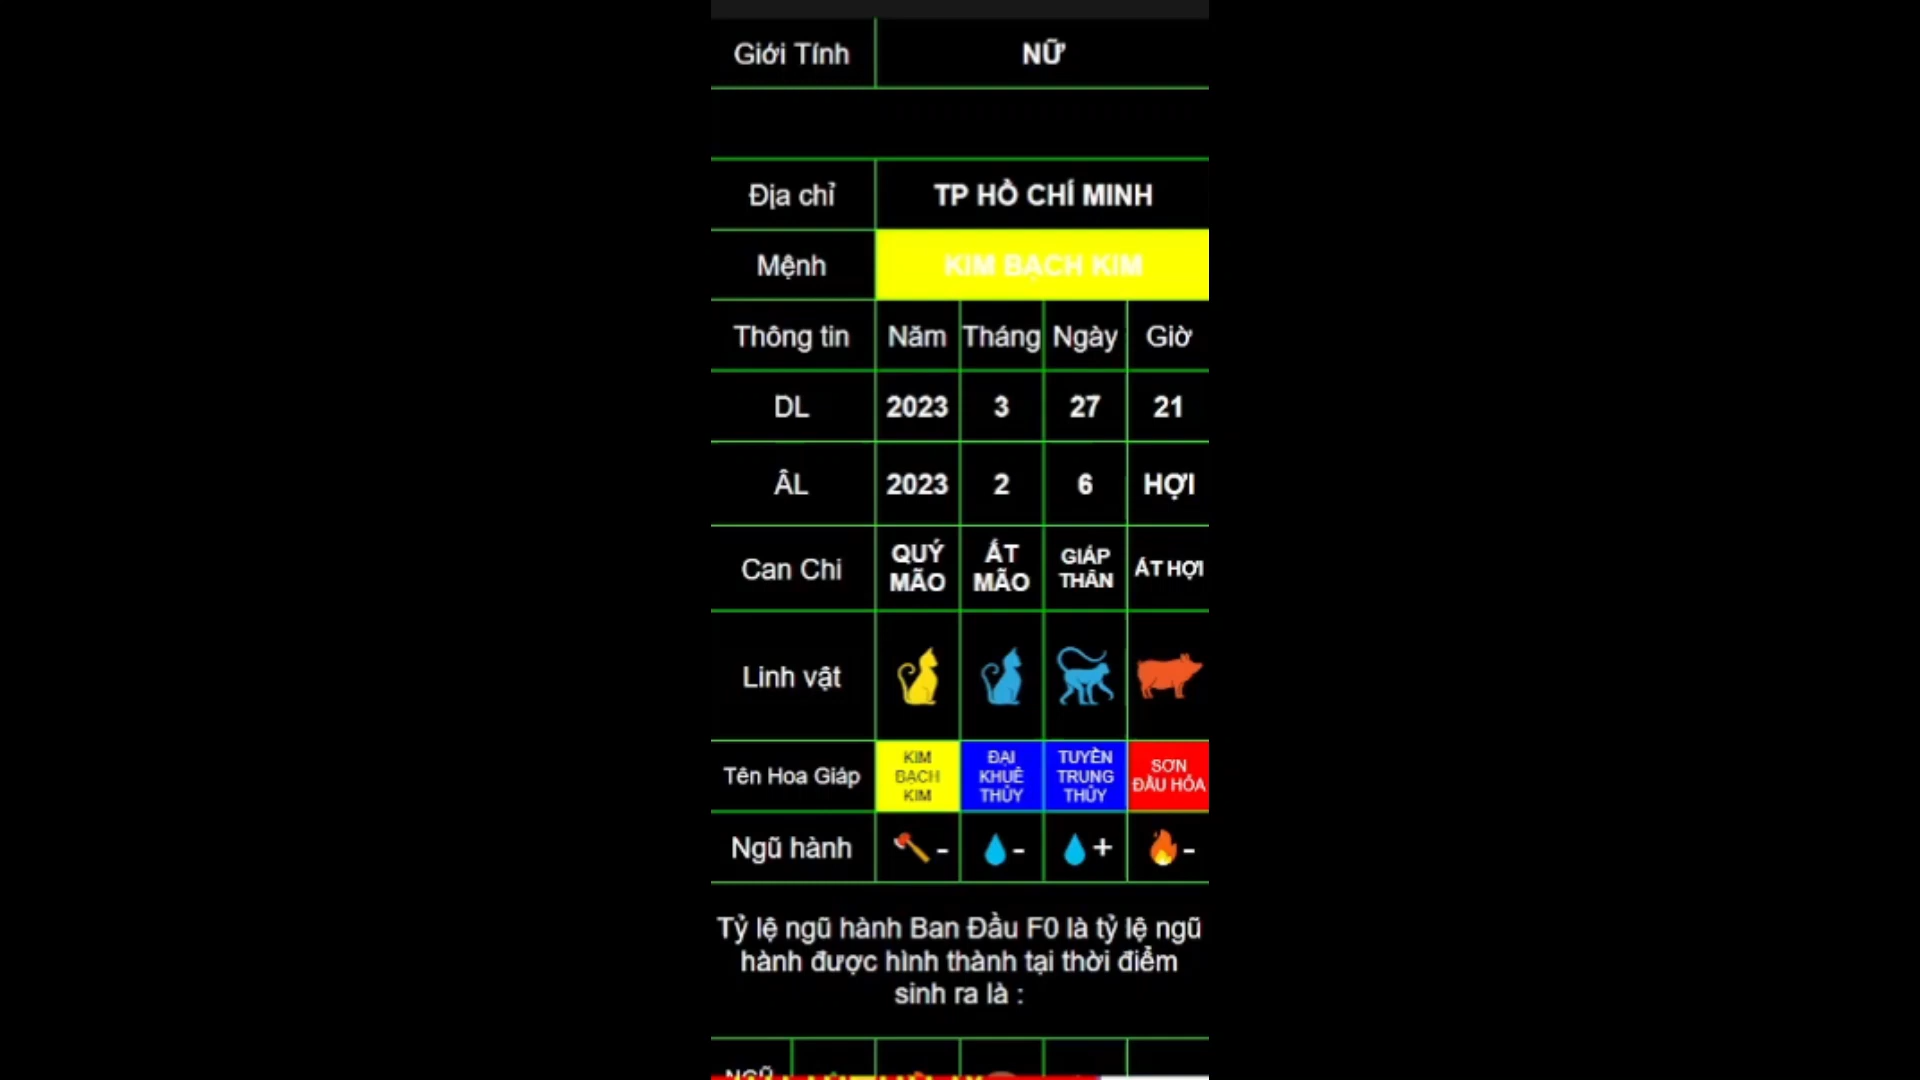 Giới Tính NỮ
Địa chỉ TP HỒ CHÍ MINH
Mệnh KIM BẠCH KIM
Thông tin Năm Tháng Ngày Giờ
DL 2023 3 27 21
ÂL 2023 2 6 HỢI
Can Chi QUÝ MÃO ẤT MÃO GIÁP THÂN ÁT HỢI
Linh vật
Tên Hoa Giáp KIM BẠCH KIM ĐẠI KHUÊ THỦY TUYỀN TRUNG THỦY SƠN ĐẦU HỎA
Ngũ hành - - + -
Tỷ lệ ngũ hành Ban Đầu F0 là tỷ lệ ngũ
hành được hình thành tại thời điểm
sinh ra là :